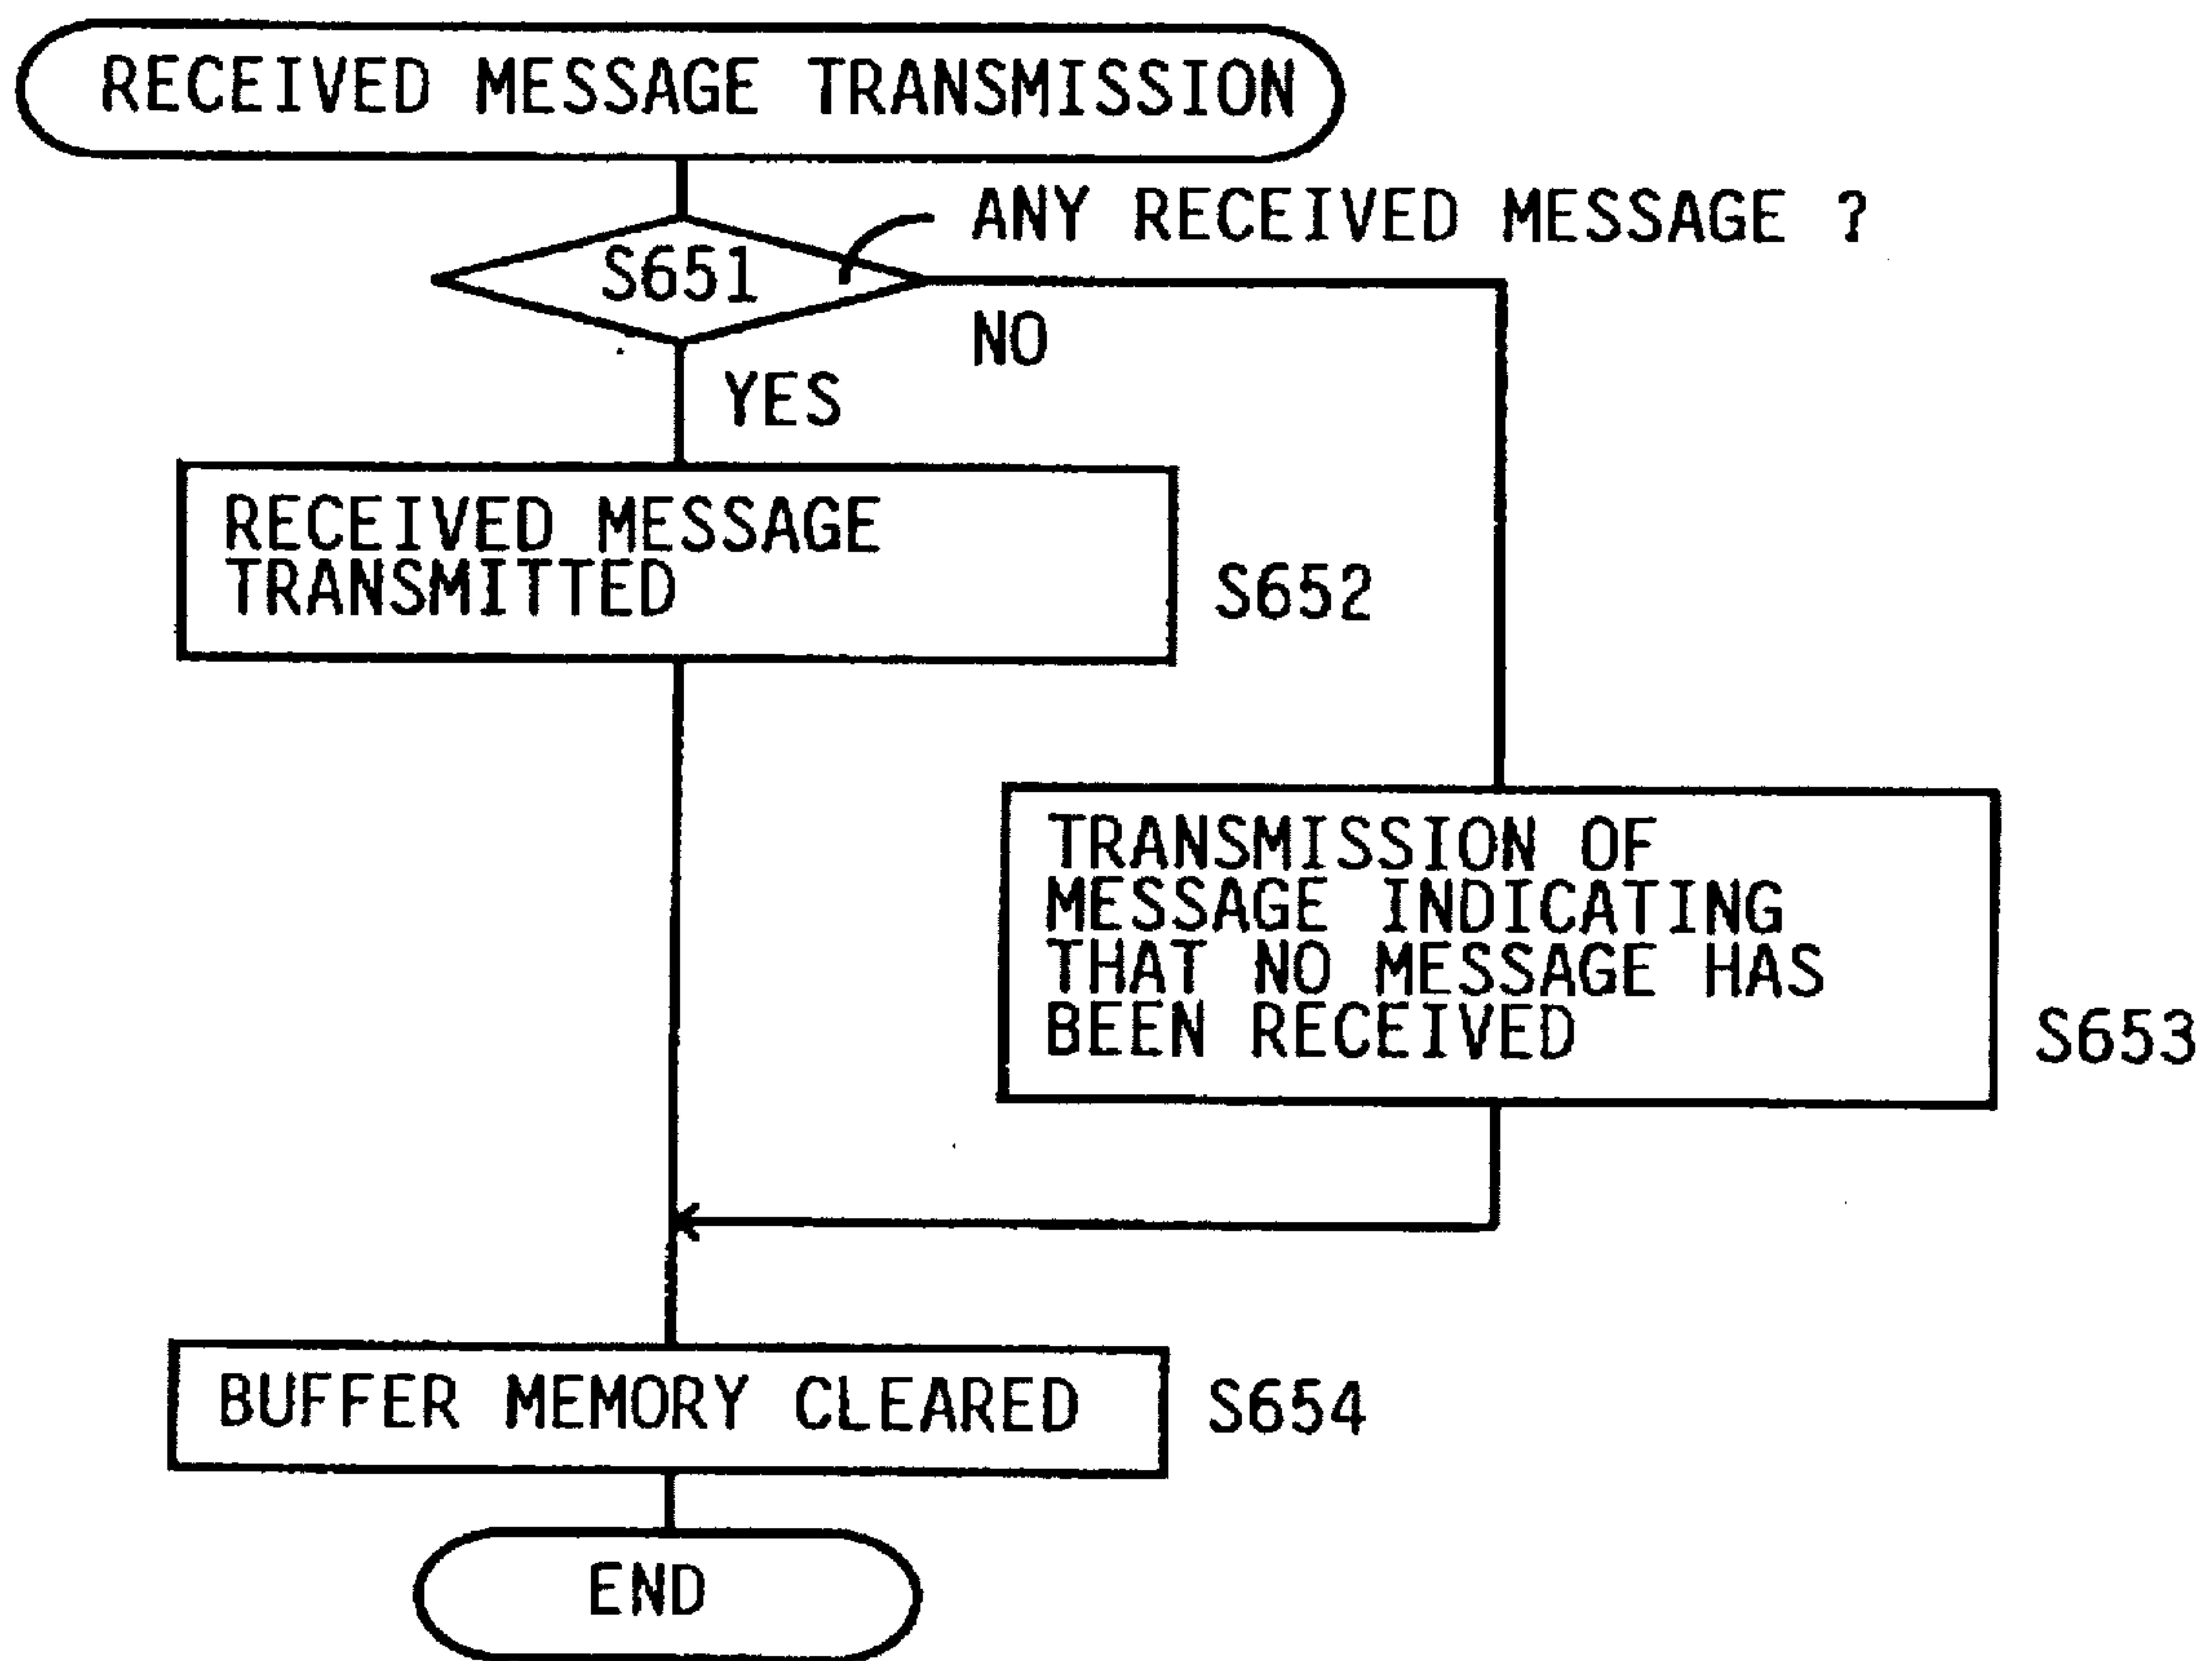 RECEIVED MESSAGE TRANSMISSION
ANY RECEIVED MESSAGE ?
S651
NO
YES
RECEIVED MESSAGE
TRANSMITTED
S652
TRANSMISSION OF
MESSAGE INDICATING
THAT NO MESSAGE HAS
BEEN RECEIVED
S653
BUFFER MEMORY CLEARED
S654
END